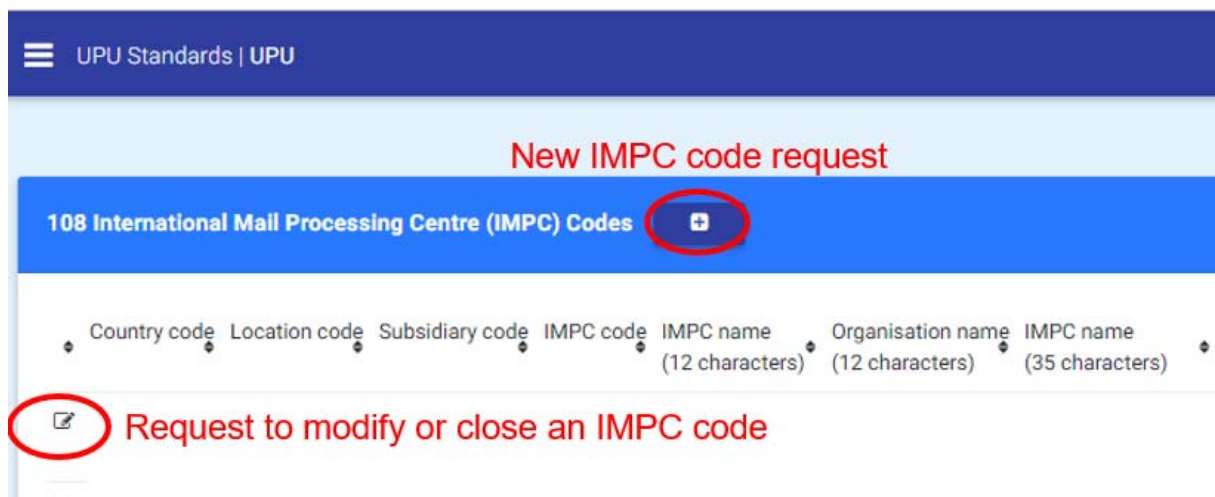 UPU Standards | UPU
New IMPC code request
108 International Mail Processing Centre (IMPC) Codes
Country code Location code Subsidiary code IMPC code IMPC name Organisation name IMPC name
(12 characters) (12 characters) (35 characters)
Request to modify or close an IMPC code